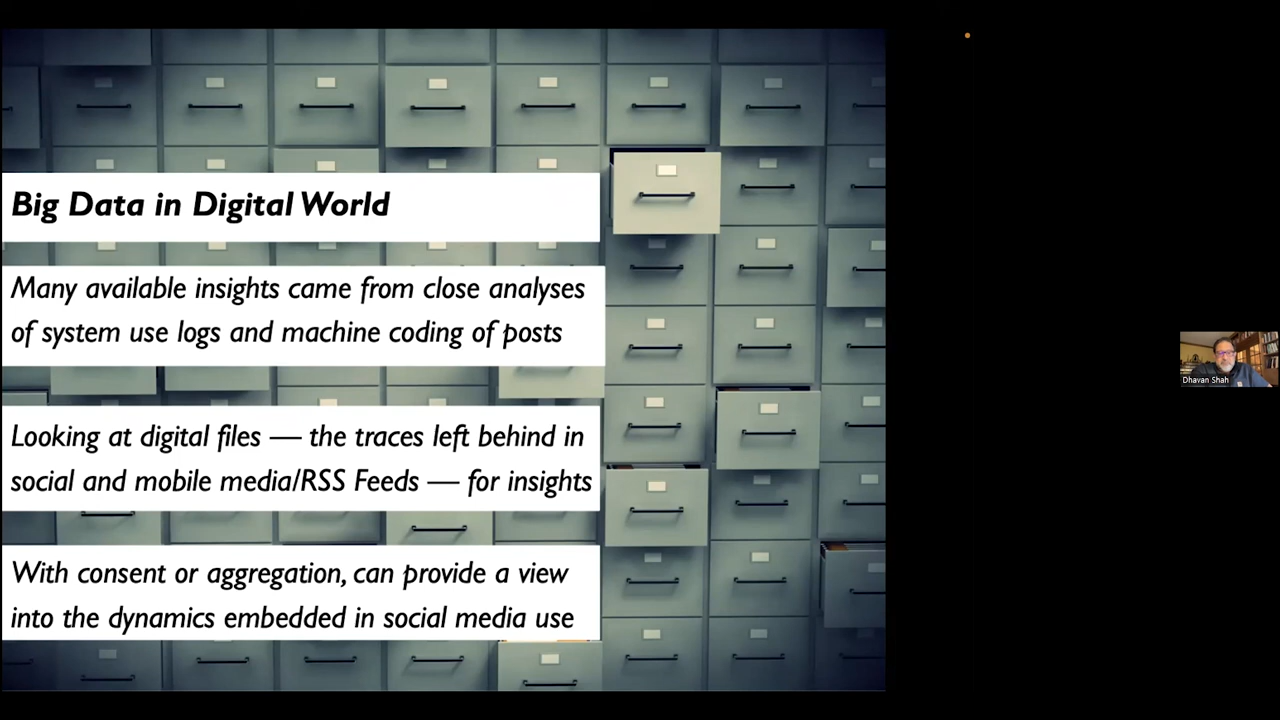 Big Data in Digital World
Many available insights came from close analyses
of system use logs and machine coding of posts
Looking at digital files — the traces left behind in
social and mobile media/RSS Feeds — for insights
With consent or aggregation, can provide a view
into the dynamics embedded in social media use
Dhavan Shah